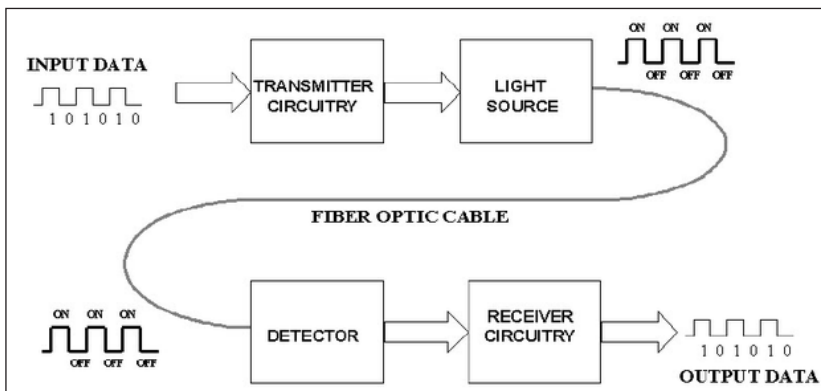 INPUT DATA
1 0 1 0 1 0
TRANSMITTER
CIRCUITRY
LIGHT
SOURCE
ON ON ON
OFF OFF OFF
FIBER OPTIC CABLE
ON ON ON
OFF OFF OFF
DETECTOR
RECEIVER
CIRCUITRY
1 0 1 0 1 0
OUTPUT DATA